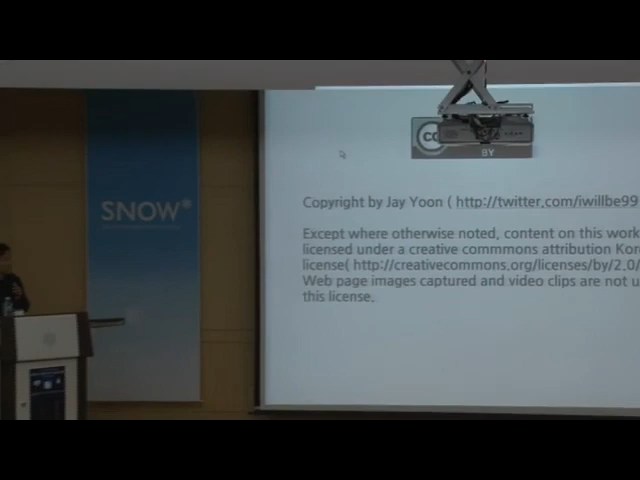 SNOW*
CC
BY
Copyright by Jay Yoon ( http://twitter.com/iwillbe99
Except where otherwise noted, content on this work
licensed under a creative commmons attribution Kor
license( http://creativecommons.org/licenses/by/2.0/
Web page images captured and video clips are not u
this license.